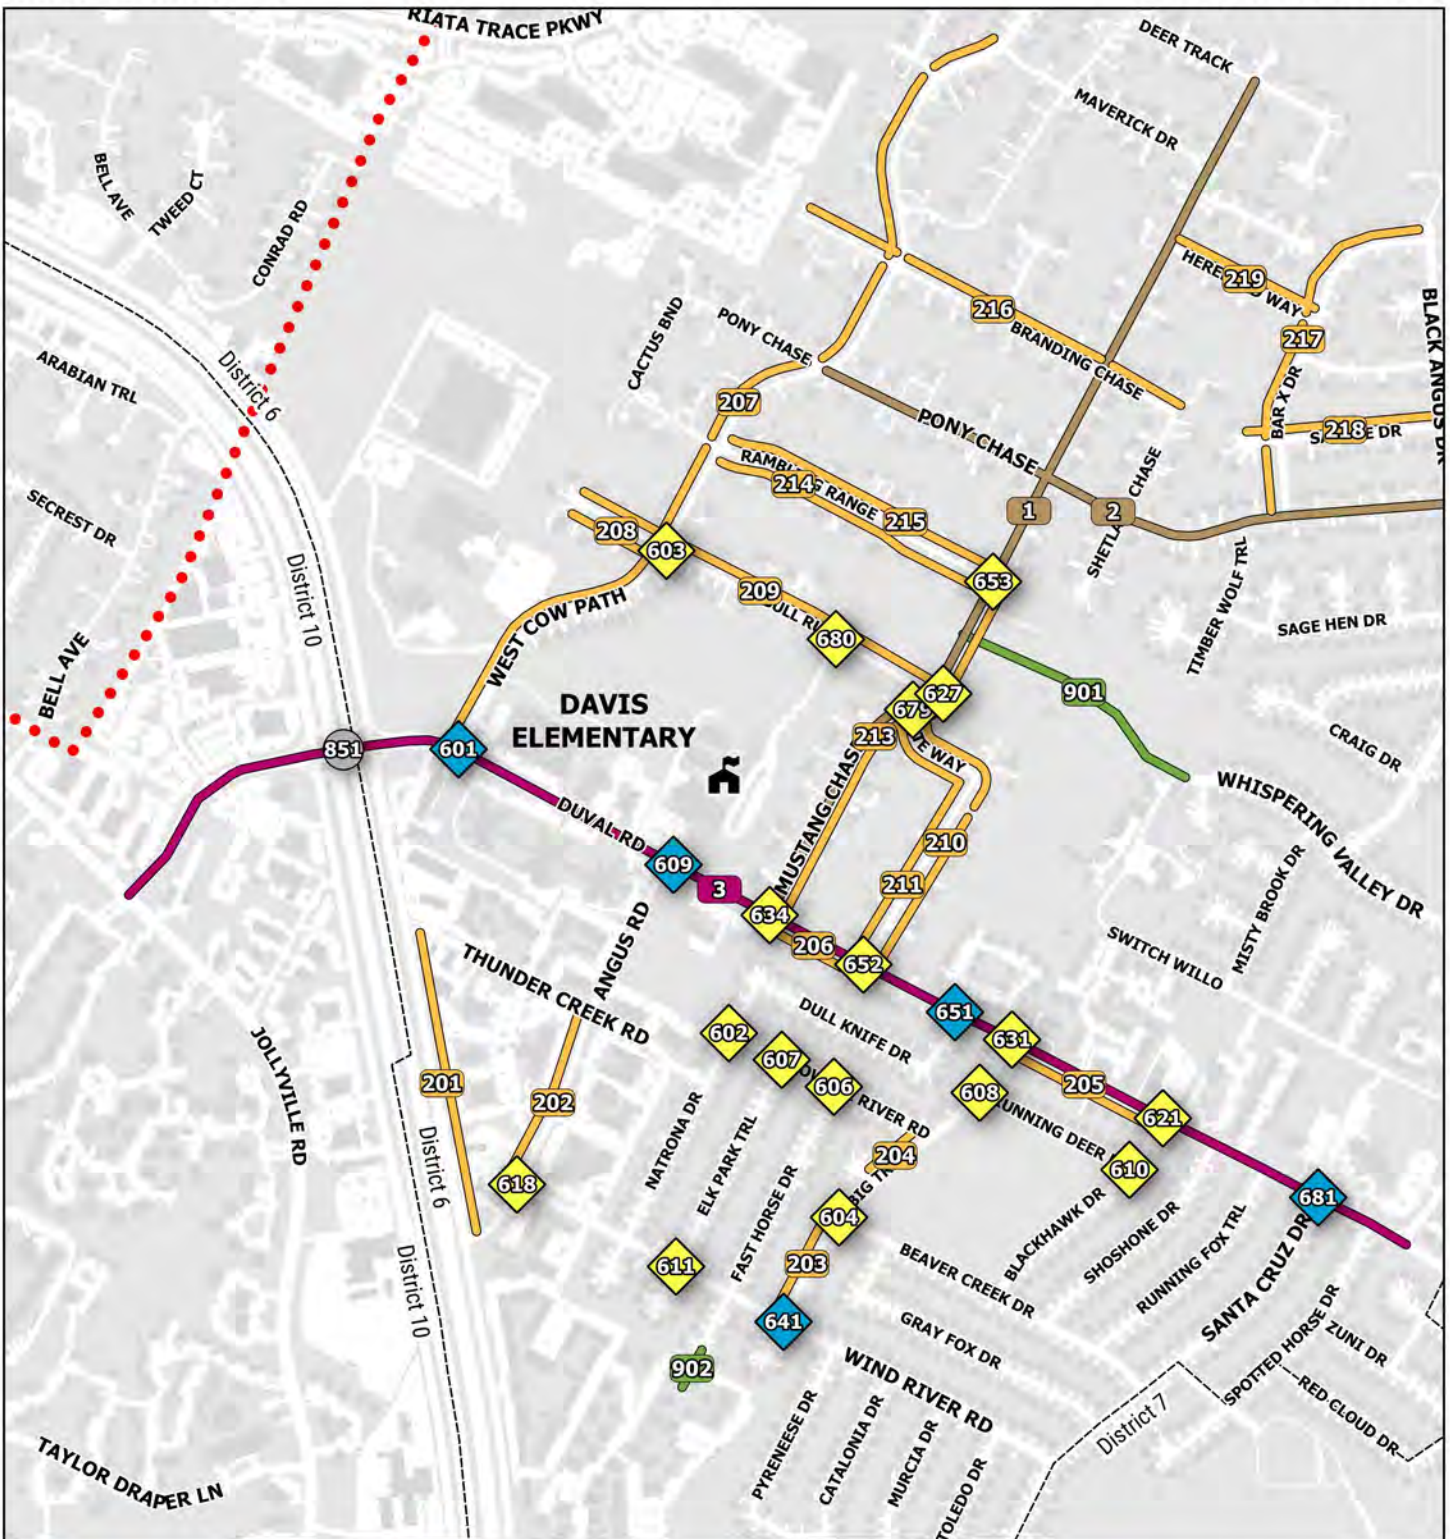 RIATA TRACE PKWY
DEER TRACK
MAVERICK DR
BELL AVE
TWEED CT
CONRAD RD
219
216
BRANDING CHASE
217
BLACK ANGUS DR
CACTUS BND
PONY CHASE
ARABIAN TRL
District 6
207
BAR X DR
218
PONY CHASE
214
RANGE
215
1
2
CHASE
SECREST DR
208
603
653
District 10
209
WEST COW PATH
680
TIMBER WOLF TRL
SAGE HEN DR
BELL AVE
627
679
901
DAVIS
ELEMENTARY
213
WAY
851
601
CRAIG DR
WHISPERING VALLEY DR
DUVAL RD
MUSTANG CHASE
210
609
3
211
634
206
652
MISTY BROOK DR
SWITCH WILLO
ANGUS RD
THUNDER CREEK RD
651
DULL KNIFE DR
602
631
607
606
RIVER RD
608
205
JOLLYVILLE RD
201
202
RUNNING DEER
621
NATRONA DR
ELK PARK TRL
204
610
District 6
618
FAST HORSE DR
BIG
604
681
BLACKHAWK DR
SHOSHONE DR
RUNNING FOX TRL
SANTA CRUZ DR
611
203
BEAVER CREEK DR
District 10
641
GRAY FOX DR
SPOTTED HORSE DR
ZUNI DR
902
WIND RIVER RD
RED CLOUD DR
District 7
PYRENEESE DR
CATALONIA DR
MURCIA DR
TOLEDO DR
TAYLOR DRAPER LN